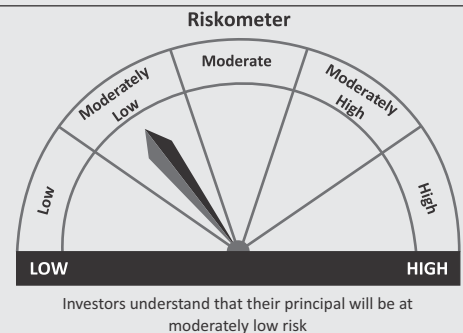 Riskometer
Low
Moderately
Low
Moderate
Moderately
High
High
LOW
HIGH
Investors understand that their principal will be at
moderately low risk